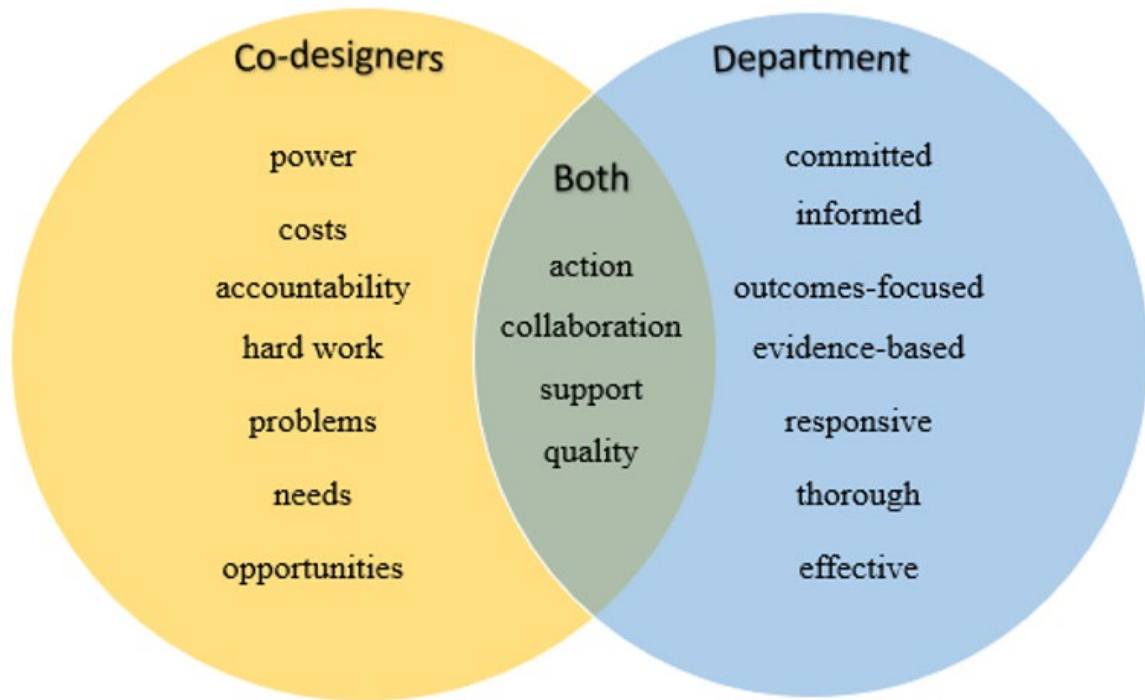 Co-designers
power
costs
accountability
hard work
problems
needs
opportunities
Both
action
collaboration
support
quality
Department
committed
informed
outcomes-focused
evidence-based
responsive
thorough
effective